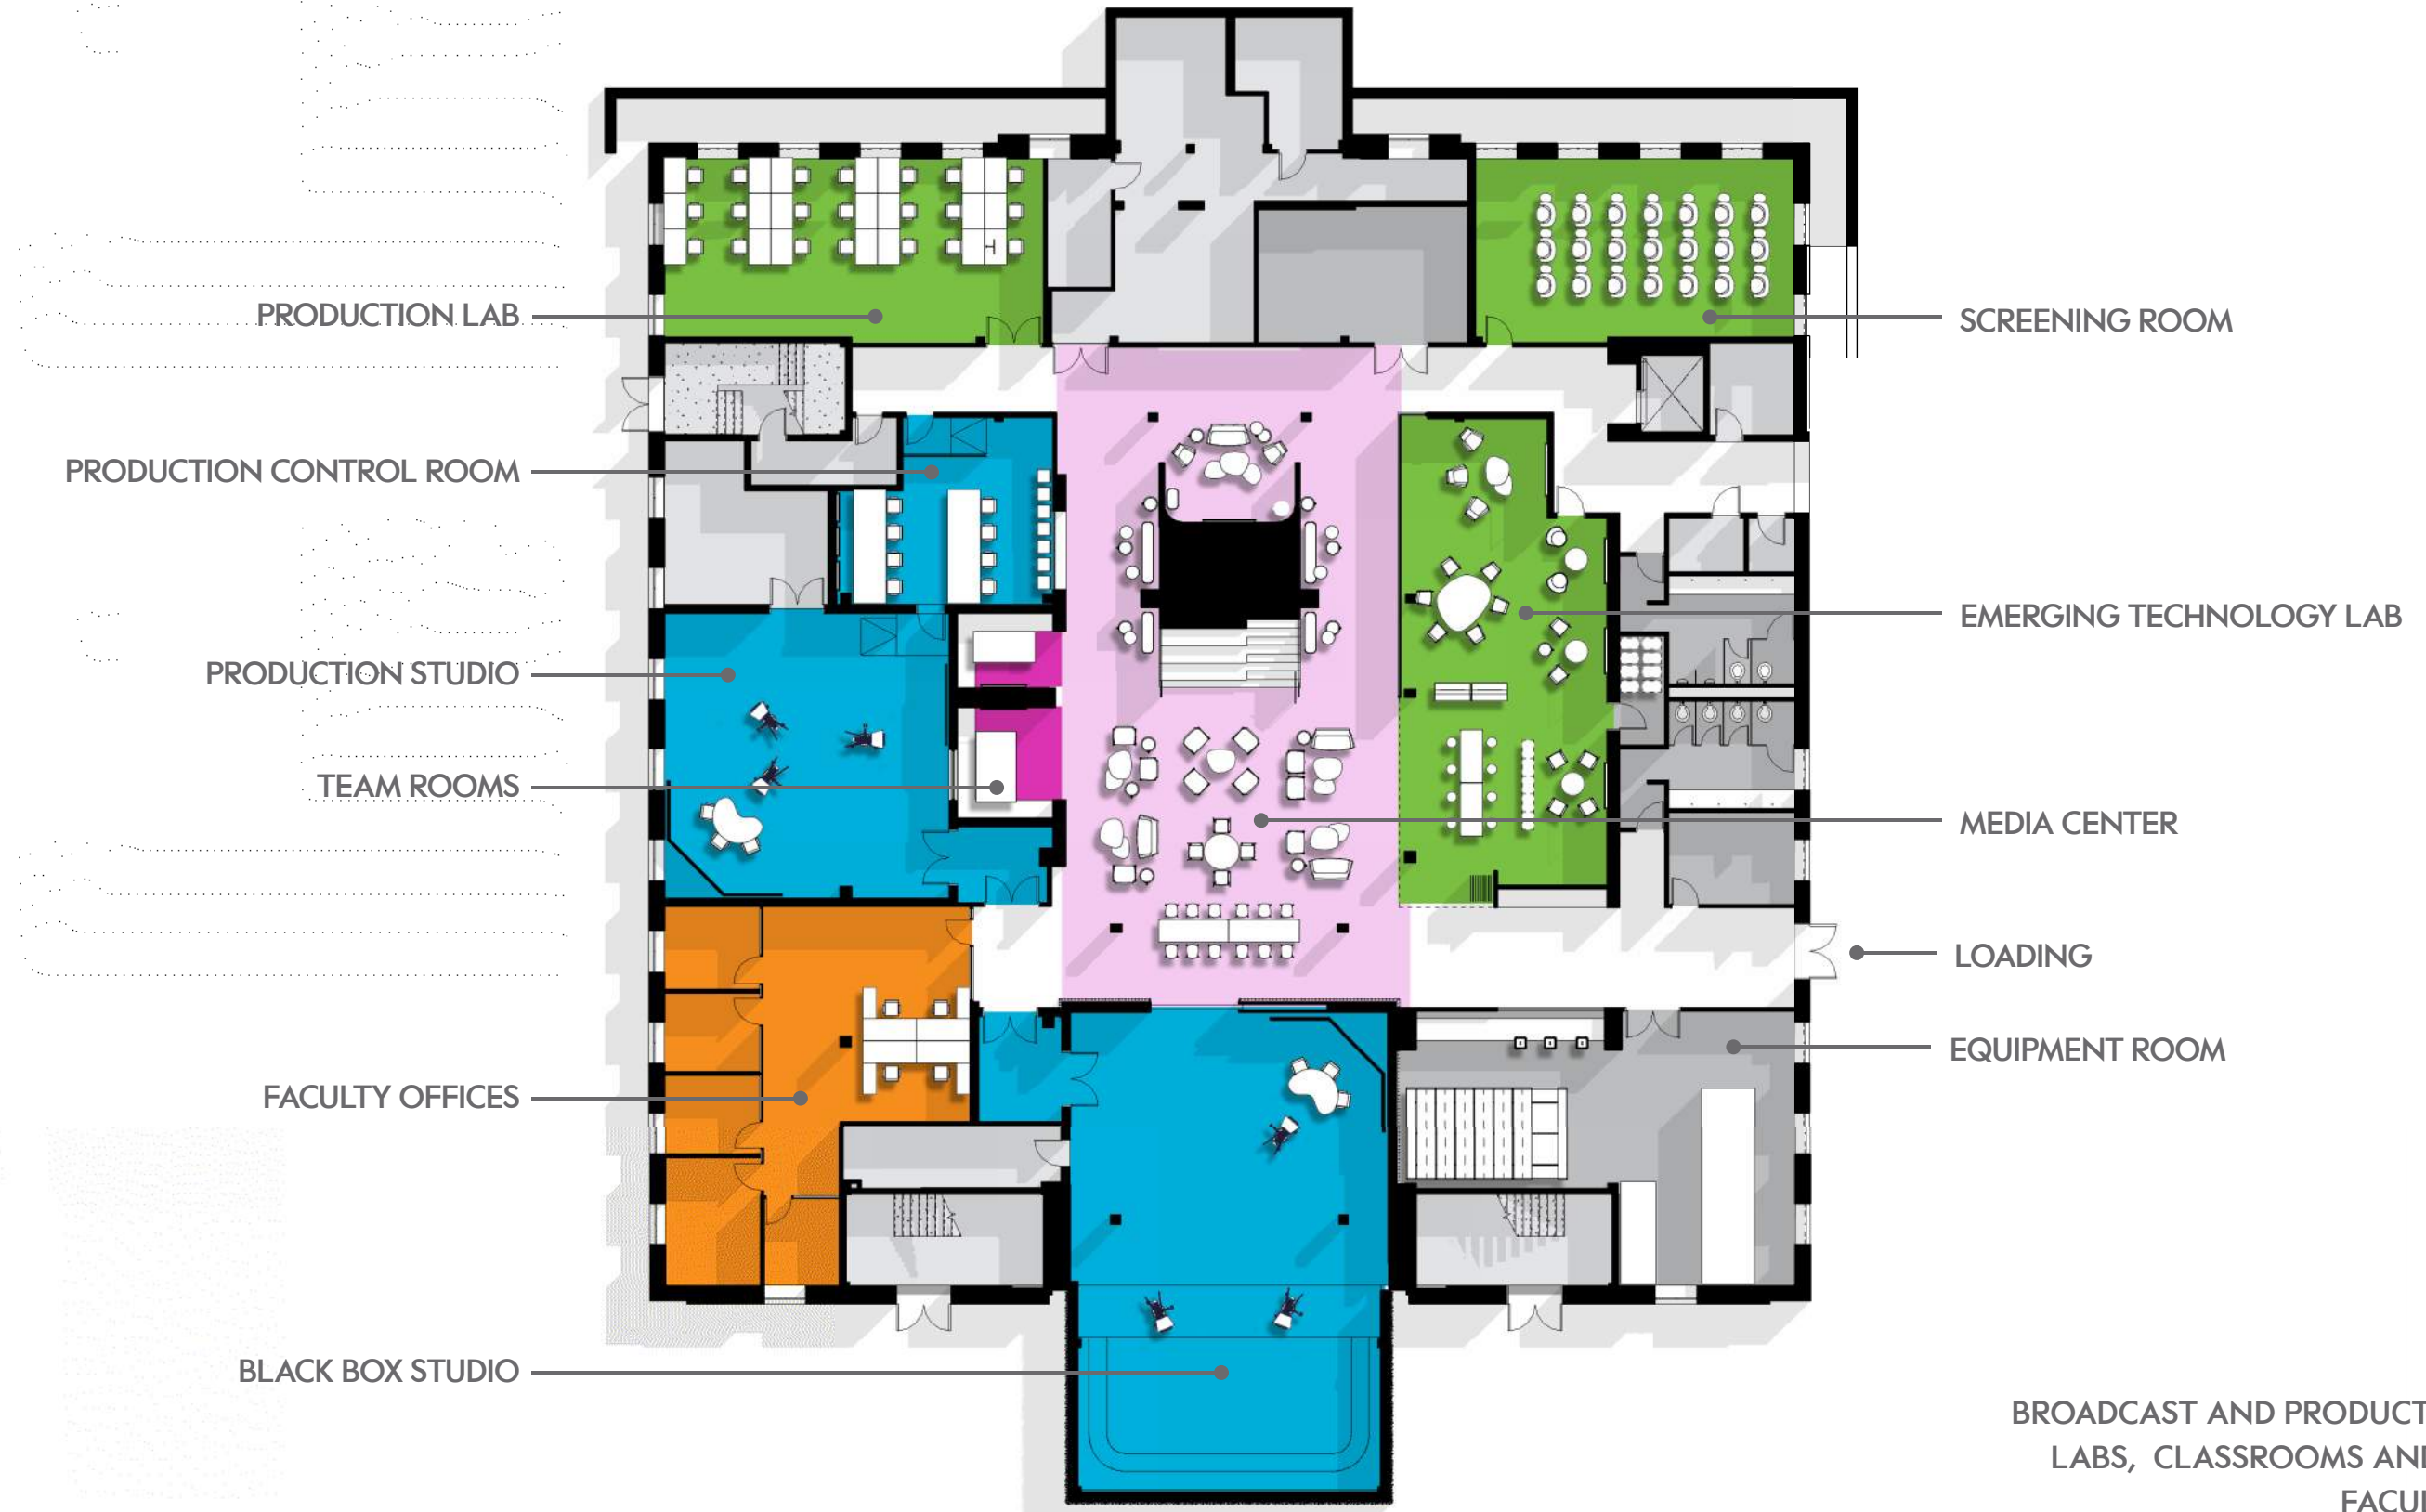 PRODUCTION LAB
SCREENING ROOM
PRODUCTION CONTROL ROOM
EMERGING TECHNOLOGY LAB
PRODUCTION STUDIO
TEAM ROOMS
MEDIA CENTER
LOADING
EQUIPMENT ROOM
FACULTY OFFICES
BLACK BOX STUDIO
BROADCAST AND PRODUCT
LABS, CLASSROOMS AN
FACU